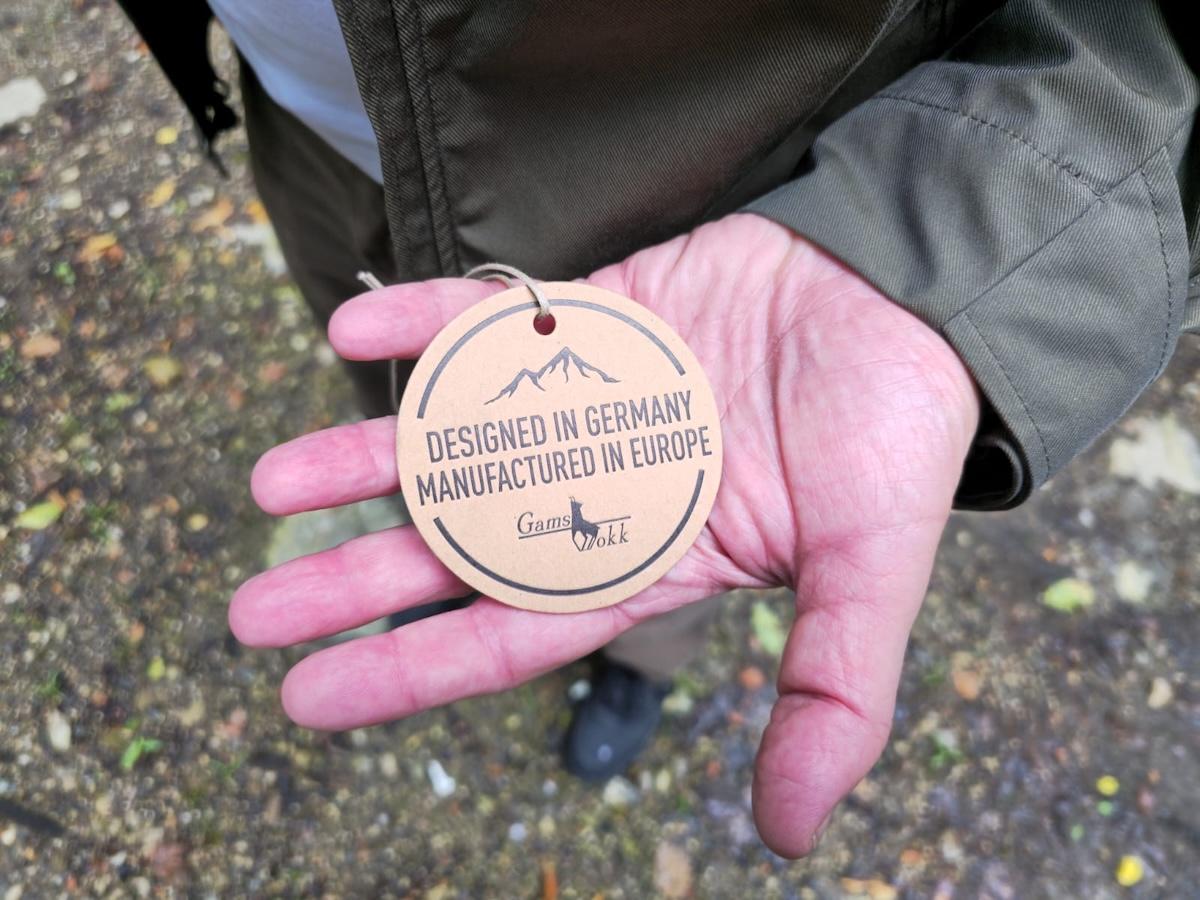 DESIGNED IN GERMANY
MANUFACTURED IN EUROPE
Gams
Bokk